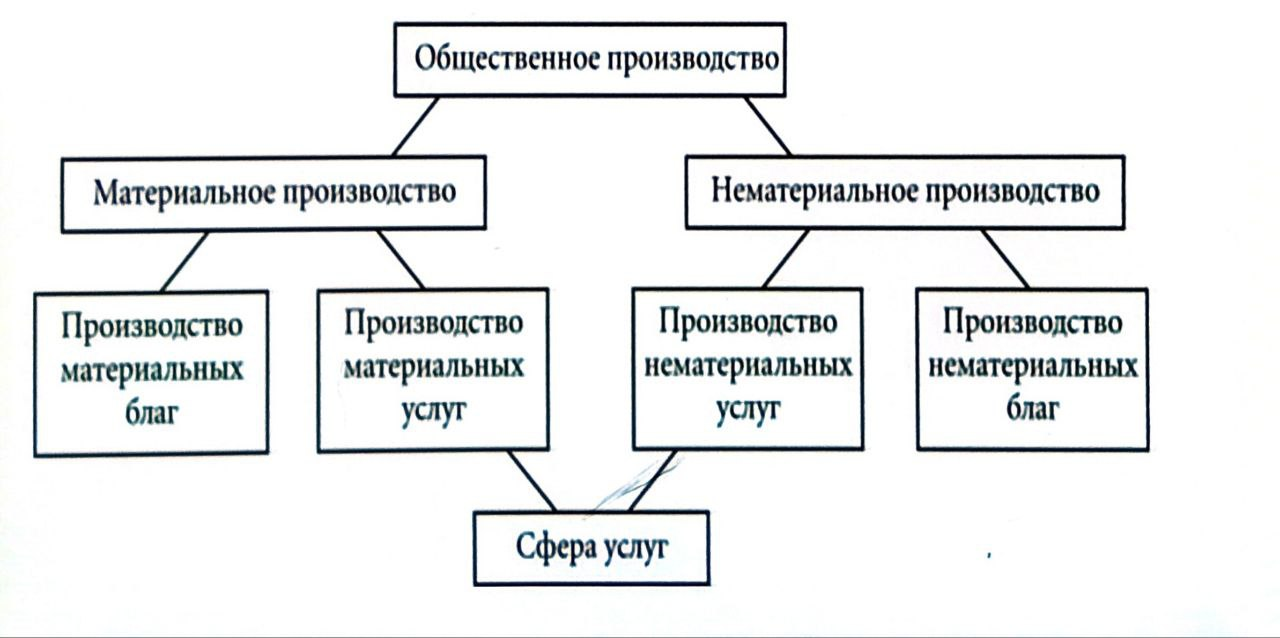 Общественное производство
Материальное производство
Нематериальное производство
Производство
материальных
благ
Производство
материальных
услуг
Производство
нематериальных
услуг
Производство
нематериальных
благ
Сфера услуг